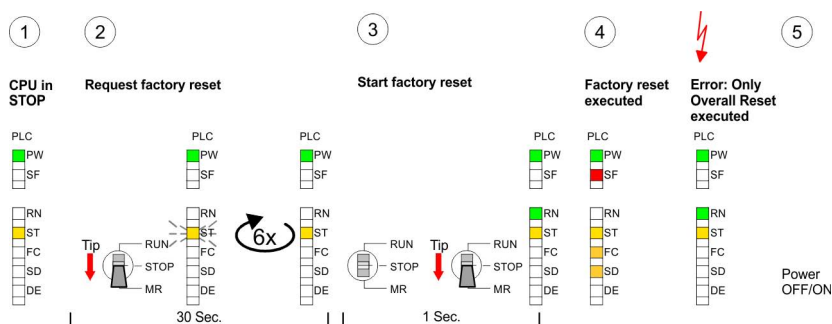 1
2
3
4
5
CPU in
STOP
Request factory reset
Start factory reset
Factory reset
executed
Error: Only
Overall Reset
executed
PLC
PW
SF
RN
ST
FC
SD
DE
Tip
RUN
STOP
MR
PLC
PW
SF
RN
ST
FC
SD
DE
30 Sec.
6x
PLC
PW
SF
RN
ST
FC
SD
DE
RUN
STOP
MR
Tip
RUN
STOP
MR
1 Sec.
PLC
PW
SF
RN
ST
FC
SD
DE
PLC
PW
SF
RN
ST
FC
SD
DE
PLC
PW
SF
RN
ST
FC
SD
DE
Power
OFF/ON